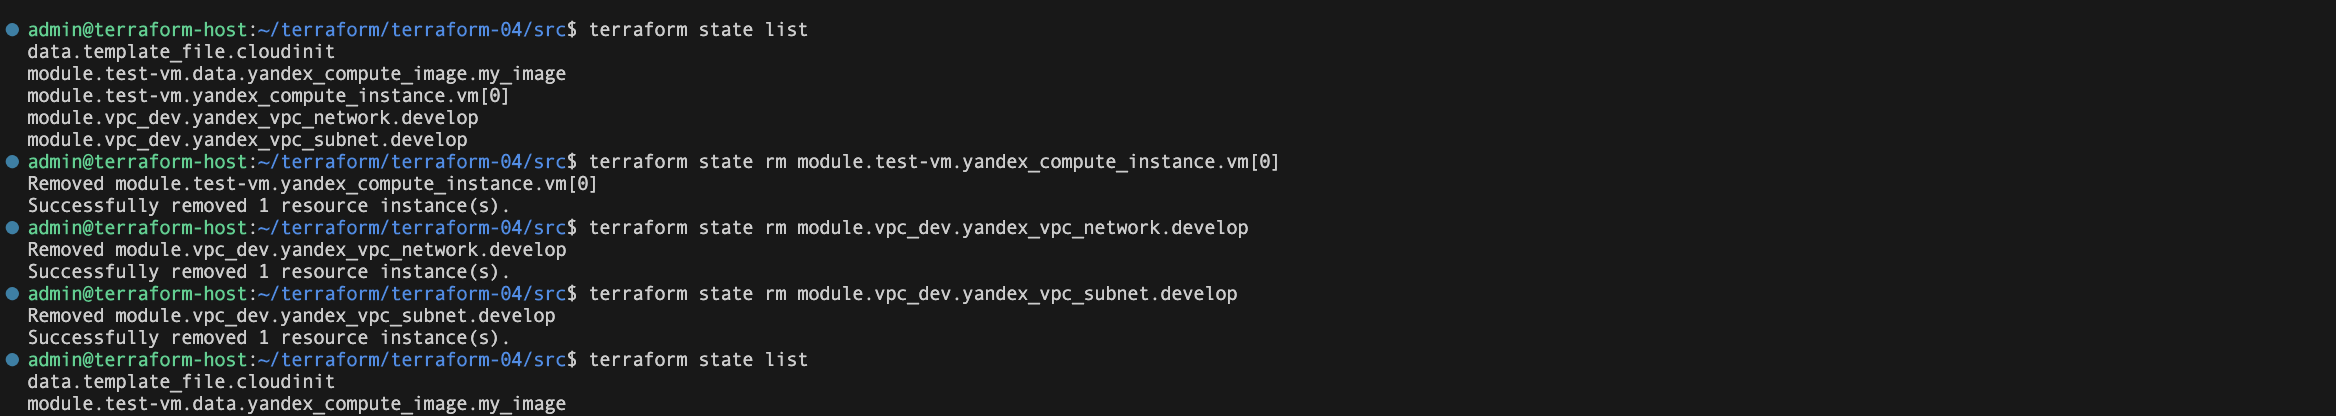 admin@terraform-host:~/terraform/terraform-04/src$ terraform state list
data.template_file.cloudinit
module.test-vm.data.yandex_compute_image.my_image
module.test-vm.yandex_compute_instance.vm[0]
module.vpc_dev.yandex_vpc_network.develop
module.vpc_dev.yandex_vpc_subnet.develop
admin@terraform-host:~/terraform/terraform-04/src$ terraform state rm module.test-vm.yandex_compute_instance.vm[0]
Removed module.test-vm.yandex_compute_instance.vm[0]
Successfully removed 1 resource instance(s).
admin@terraform-host:~/terraform/terraform-04/src$ terraform state rm module.vpc_dev.yandex_vpc_network.develop
Removed module.vpc_dev.yandex_vpc_network.develop
Successfully removed 1 resource instance(s).
admin@terraform-host:~/terraform/terraform-04/src$ terraform state rm module.vpc_dev.yandex_vpc_subnet.develop
Removed module.vpc_dev.yandex_vpc_subnet.develop
Successfully removed 1 resource instance(s).
admin@terraform-host:~/terraform/terraform-04/src$ terraform state list
data.template_file.cloudinit
module.test-vm.data.yandex_compute_image.my_image